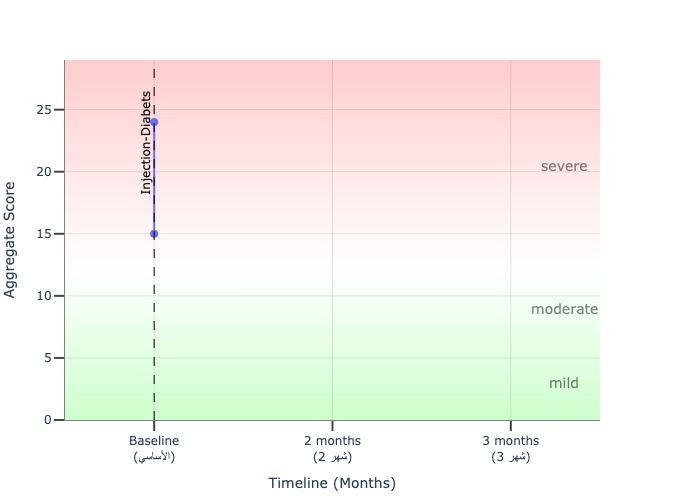 Aggregate Score
25
20
15
10
5
0
Injection-Diabets
severe
moderate
mild
Baseline
(الأساسي)
2 months
(شهر 2)
3 months
(شهر 3)
Timeline (Months)